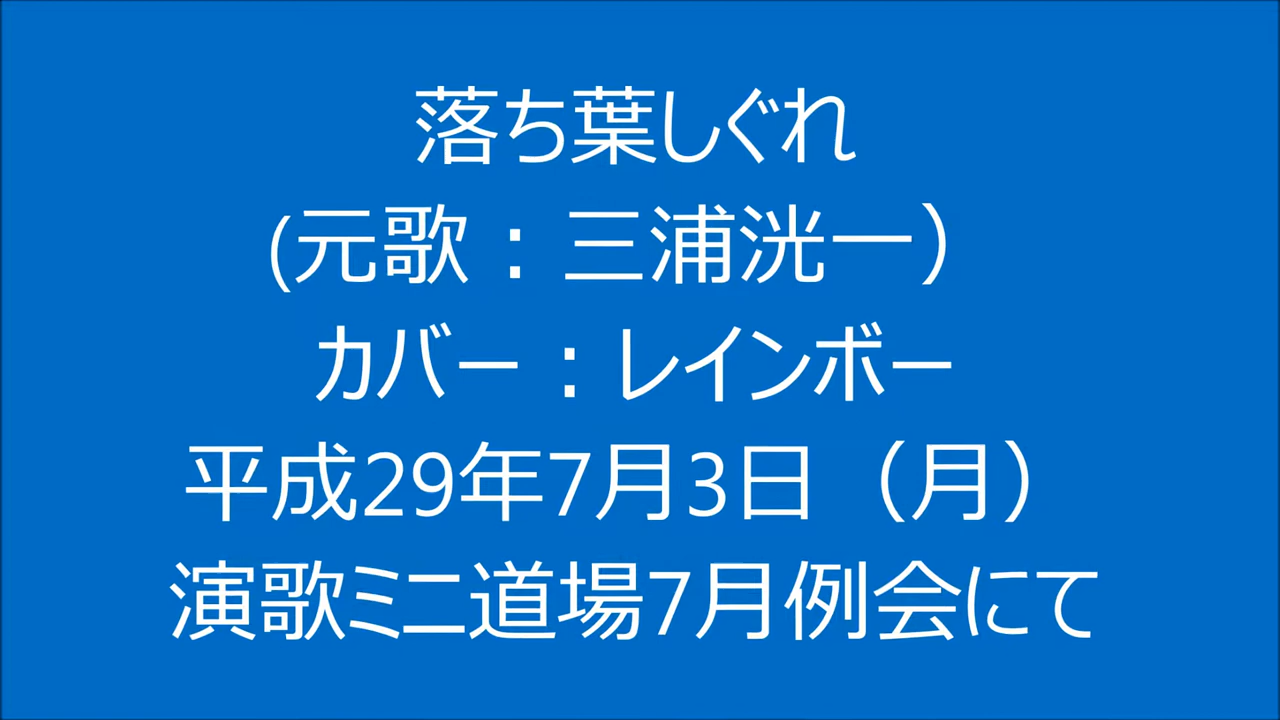 落ち葉しぐれ
(元歌：三浦洸一）
カバー：レインボー
平成29年7月3日（月）
演歌ミニ道場7月例会にて